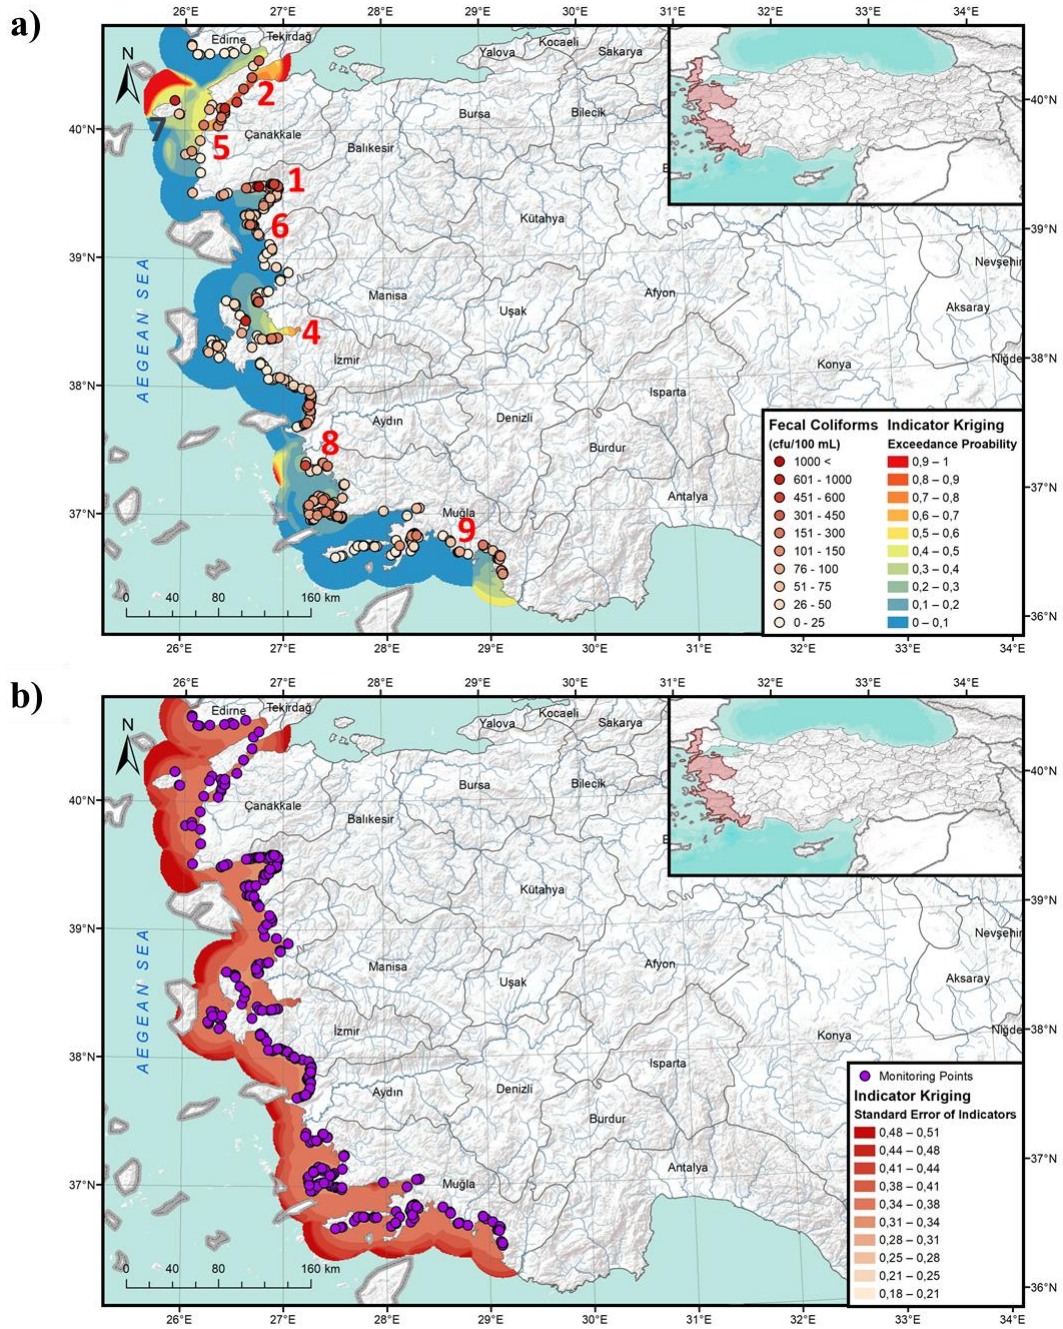 a)
26°E 27°E 28°E 29°E 30°E 31°E 32°E 33°E 34°E
N
Edirne
Tekirdağ
Yalova
Kocaeli
Sakarya
40°N
40°N
2
7
5
Çanakkale
Bursa
Bilecik
Balıkesir
1
6
Kütahya
39°N
39°N
Nevşehir
AEGEAN SEA
Manisa
Uşak
Afyon
Aksaray
4
İzmir
Konya
Niğde
38°N
38°N
Isparta
Aydın
Denizli
Burdur
8
Antalya
37°N
37°N
Muğla
9
36°N
0 40 80 160 km
Fecal Coliforms
(cfu/100 mL)
1000 <
601 - 1000
451 - 600
301 - 450
151 - 300
101 - 150
76 - 100
51 - 75
26 - 50
0 - 25
Indicator Kriging
Exceedance Proability
0,9 – 1
0,8 – 0,9
0,7 – 0,8
0,6 – 0,7
0,5 – 0,6
0,4 – 0,5
0,3 – 0,4
0,2 – 0,3
0,1 – 0,2
0 – 0,1
26°E 27°E 28°E 29°E 30°E 31°E 32°E 33°E 34°E
b)
26°E 27°E 28°E 29°E 30°E 31°E 32°E 33°E 34°E
N
Edirne
Tekirdağ
Yalova
Kocaeli
Sakarya
40°N
40°N
Çanakkale
Bursa
Bilecik
Balıkesir
Kütahya
39°N
39°N
Nevşehir
AEGEAN SEA
Manisa
Uşak
Afyon
Aksaray
İzmir
Konya
Niğde
38°N
38°N
Isparta
Aydın
Denizli
Burdur
Antalya
37°N
37°N
Muğla
36°N
0 40 80 160 km
Monitoring Points
Indicator Kriging
Standard Error of Indicators
0,48 – 0,51
0,44 – 0,48
0,41 – 0,44
0,38 – 0,41
0,34 – 0,38
0,31 – 0,34
0,28 – 0,31
0,25 – 0,28
0,21 – 0,25
0,18 – 0,21
26°E 27°E 28°E 29°E 30°E 31°E 32°E 33°E 34°E